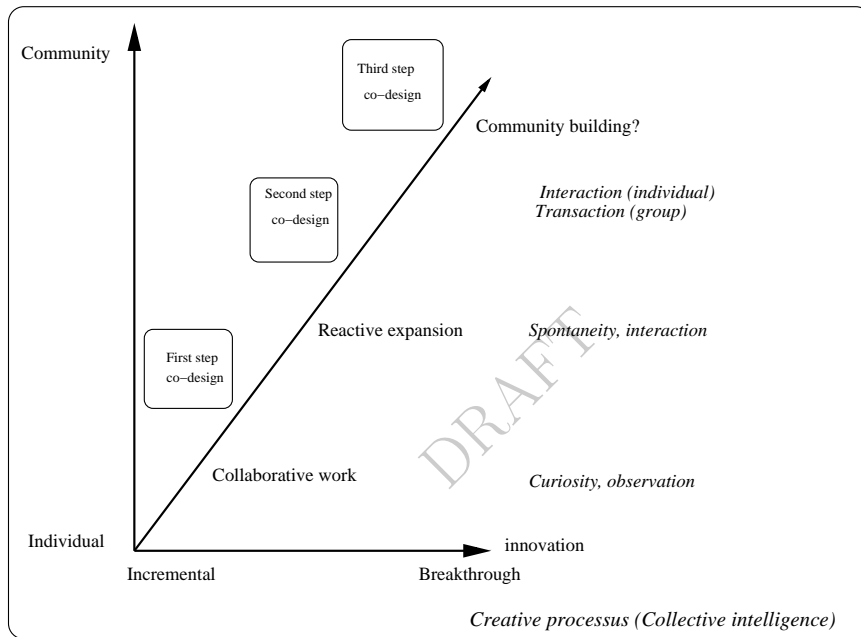 Community
Third step
co−design
Community building?
Second step
co−design
Interaction (individual)
Transaction (group)
Reactive expansion
Spontaneity, interaction
First step
co−design
DRAFT
Collaborative work
Curiosity, observation
Individual
innovation
Incremental
Breakthrough
Creative processus (Collective intelligence)